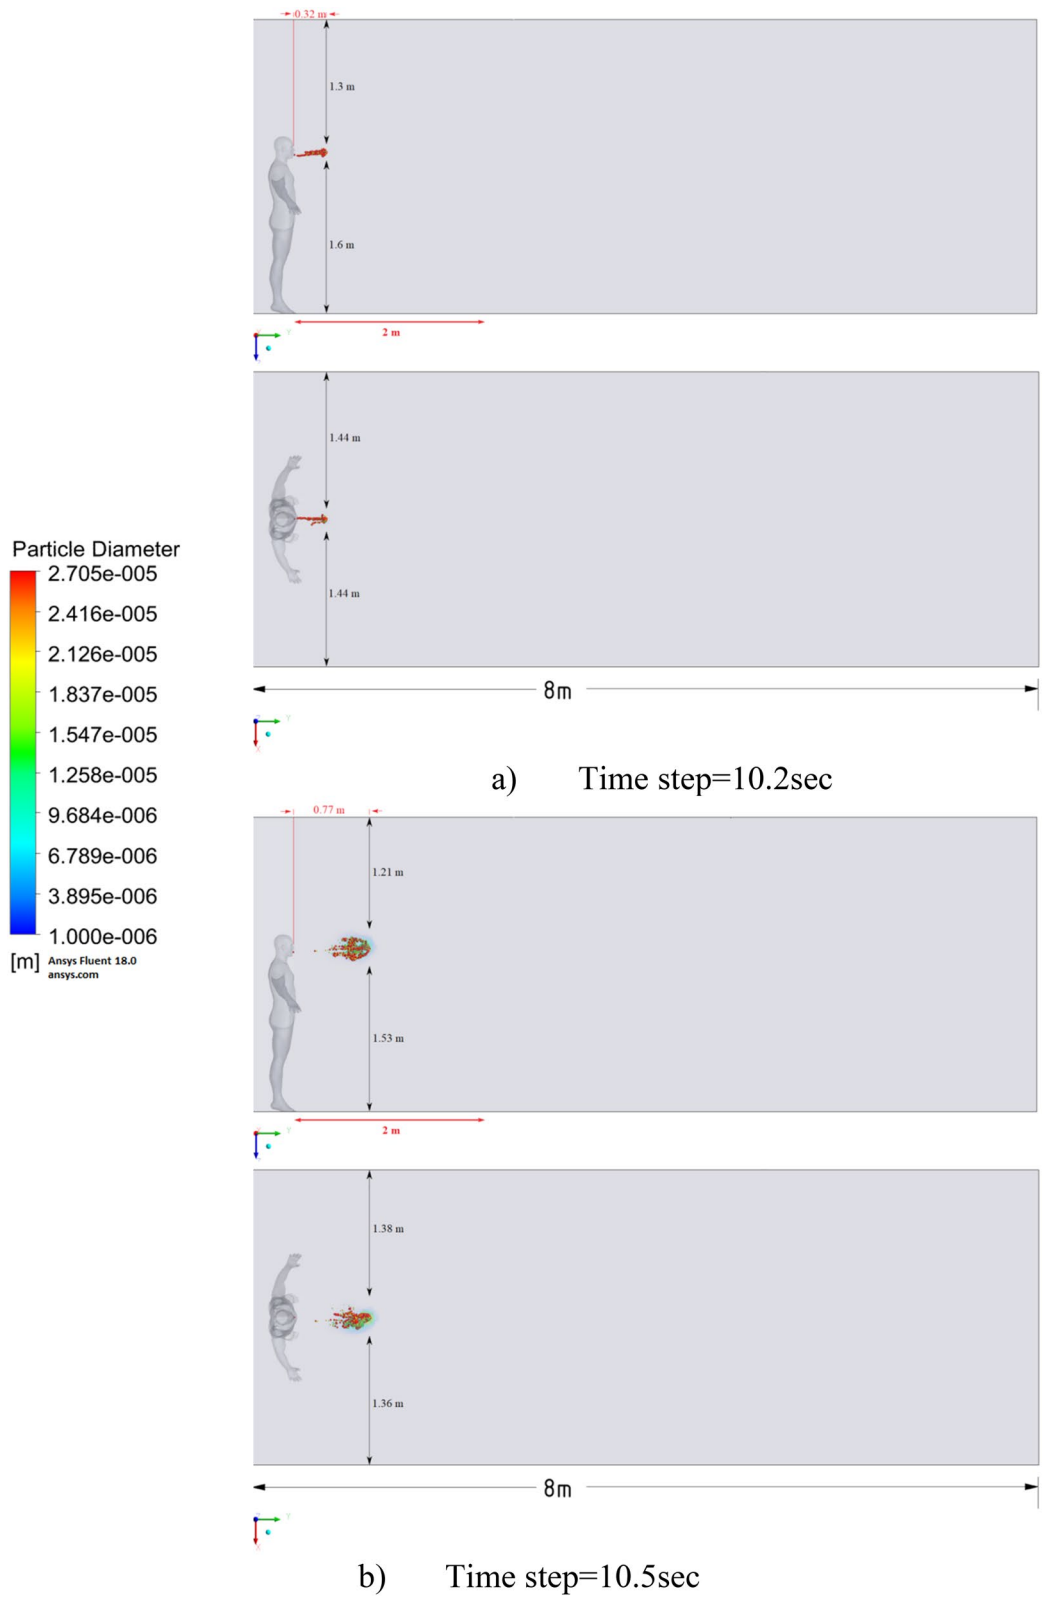 0.32 m
1.3 m
1.6 m
2 m
Y
1.44 m
1.44 m
Particle Diameter
2.705e-005
2.416e-005
2.126e-005
1.837e-005
1.547e-005
1.258e-005
9.684e-006
6.789e-006
3.895e-006
1.000e-006
[m]
Ansys Fluent 18.0
ansys.com
8m
Y
a) Time step=10.2sec
0.77 m
1.21 m
1.53 m
2 m
Y
1.38 m
1.36 m
8m
Y
b) Time step=10.5sec